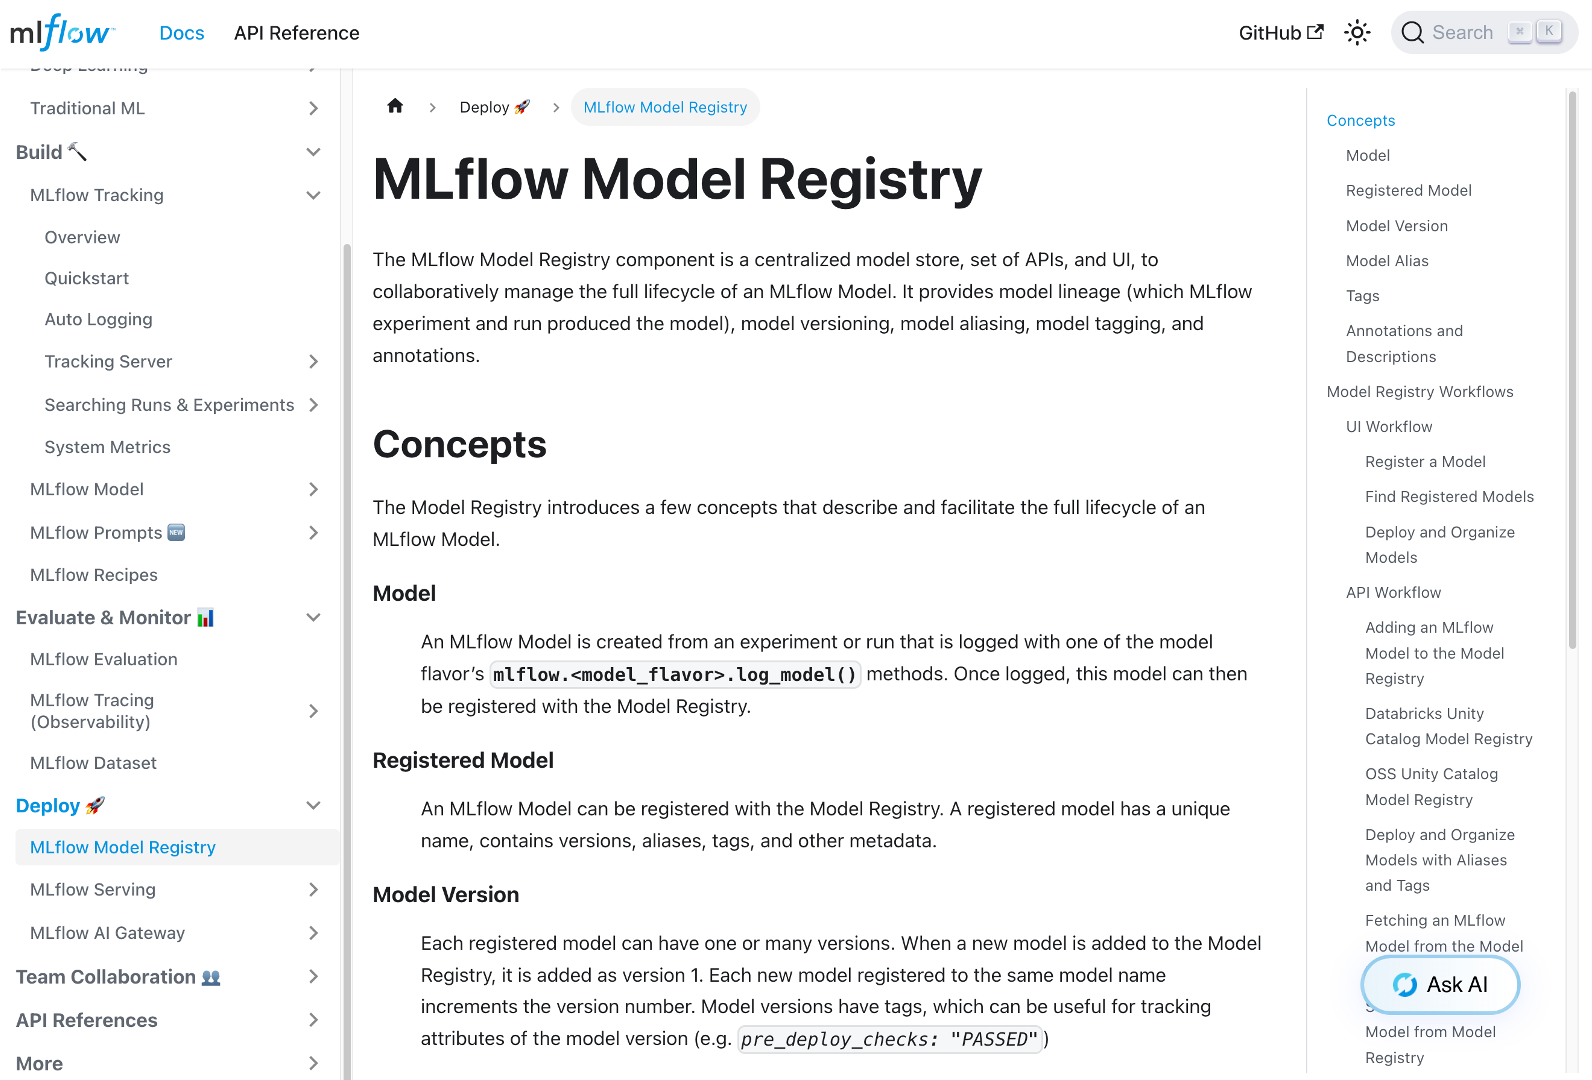 mlflow™
Docs
API Reference
GitHub
Search
⌘
K
Deep Learning
Traditional ML
Build
MLflow Tracking
Overview
Quickstart
Auto Logging
Tracking Server
Searching Runs & Experiments
System Metrics
MLflow Model
MLflow Prompts NEW
MLflow Recipes
Evaluate & Monitor
MLflow Evaluation
MLflow Tracing
(Observability)
MLflow Dataset
Deploy
MLflow Model Registry
MLflow Serving
MLflow AI Gateway
Team Collaboration
API References
More
Deploy
MLflow Model Registry
MLflow Model Registry
The MLflow Model Registry component is a centralized model store, set of APIs, and UI, to
collaboratively manage the full lifecycle of an MLflow Model. It provides model lineage (which MLflow
experiment and run produced the model), model versioning, model aliasing, model tagging, and
annotations.
Concepts
The Model Registry introduces a few concepts that describe and facilitate the full lifecycle of an
MLflow Model.
Model
An MLflow Model is created from an experiment or run that is logged with one of the model
flavor’s mlflow.<model_flavor>.log_model() methods. Once logged, this model can then
be registered with the Model Registry.
Registered Model
An MLflow Model can be registered with the Model Registry. A registered model has a unique
name, contains versions, aliases, tags, and other metadata.
Model Version
Each registered model can have one or many versions. When a new model is added to the Model
Registry, it is added as version 1. Each new model registered to the same model name
increments the version number. Model versions have tags, which can be useful for tracking
attributes of the model version (e.g. pre_deploy_checks: "PASSED")
Concepts
Model
Registered Model
Model Version
Model Alias
Tags
Annotations and
Descriptions
Model Registry Workflows
UI Workflow
Register a Model
Find Registered Models
Deploy and Organize
Models
API Workflow
Adding an MLflow
Model to the Model
Registry
Databricks Unity
Catalog Model Registry
OSS Unity Catalog
Model Registry
Deploy and Organize
Models with Aliases
and Tags
Fetching an MLflow
Model from the Model
Ask AI
Model from Model
Registry